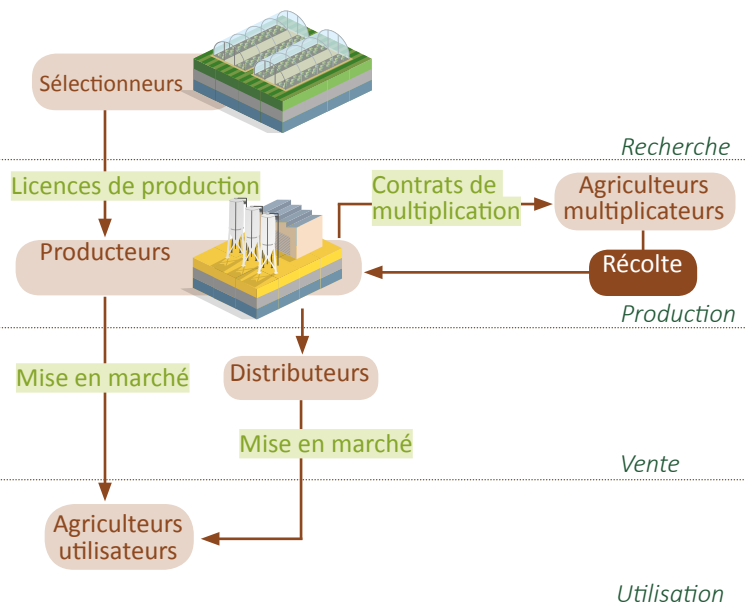 Sélectionneurs
Recherche
Licences de production
Contrats de
multiplication
Agriculteurs
multiplicateurs
Producteurs
Récolte
Production
Mise en marché
Distributeurs
Mise en marché
Vente
Agriculteurs
utilisateurs
Utilisation